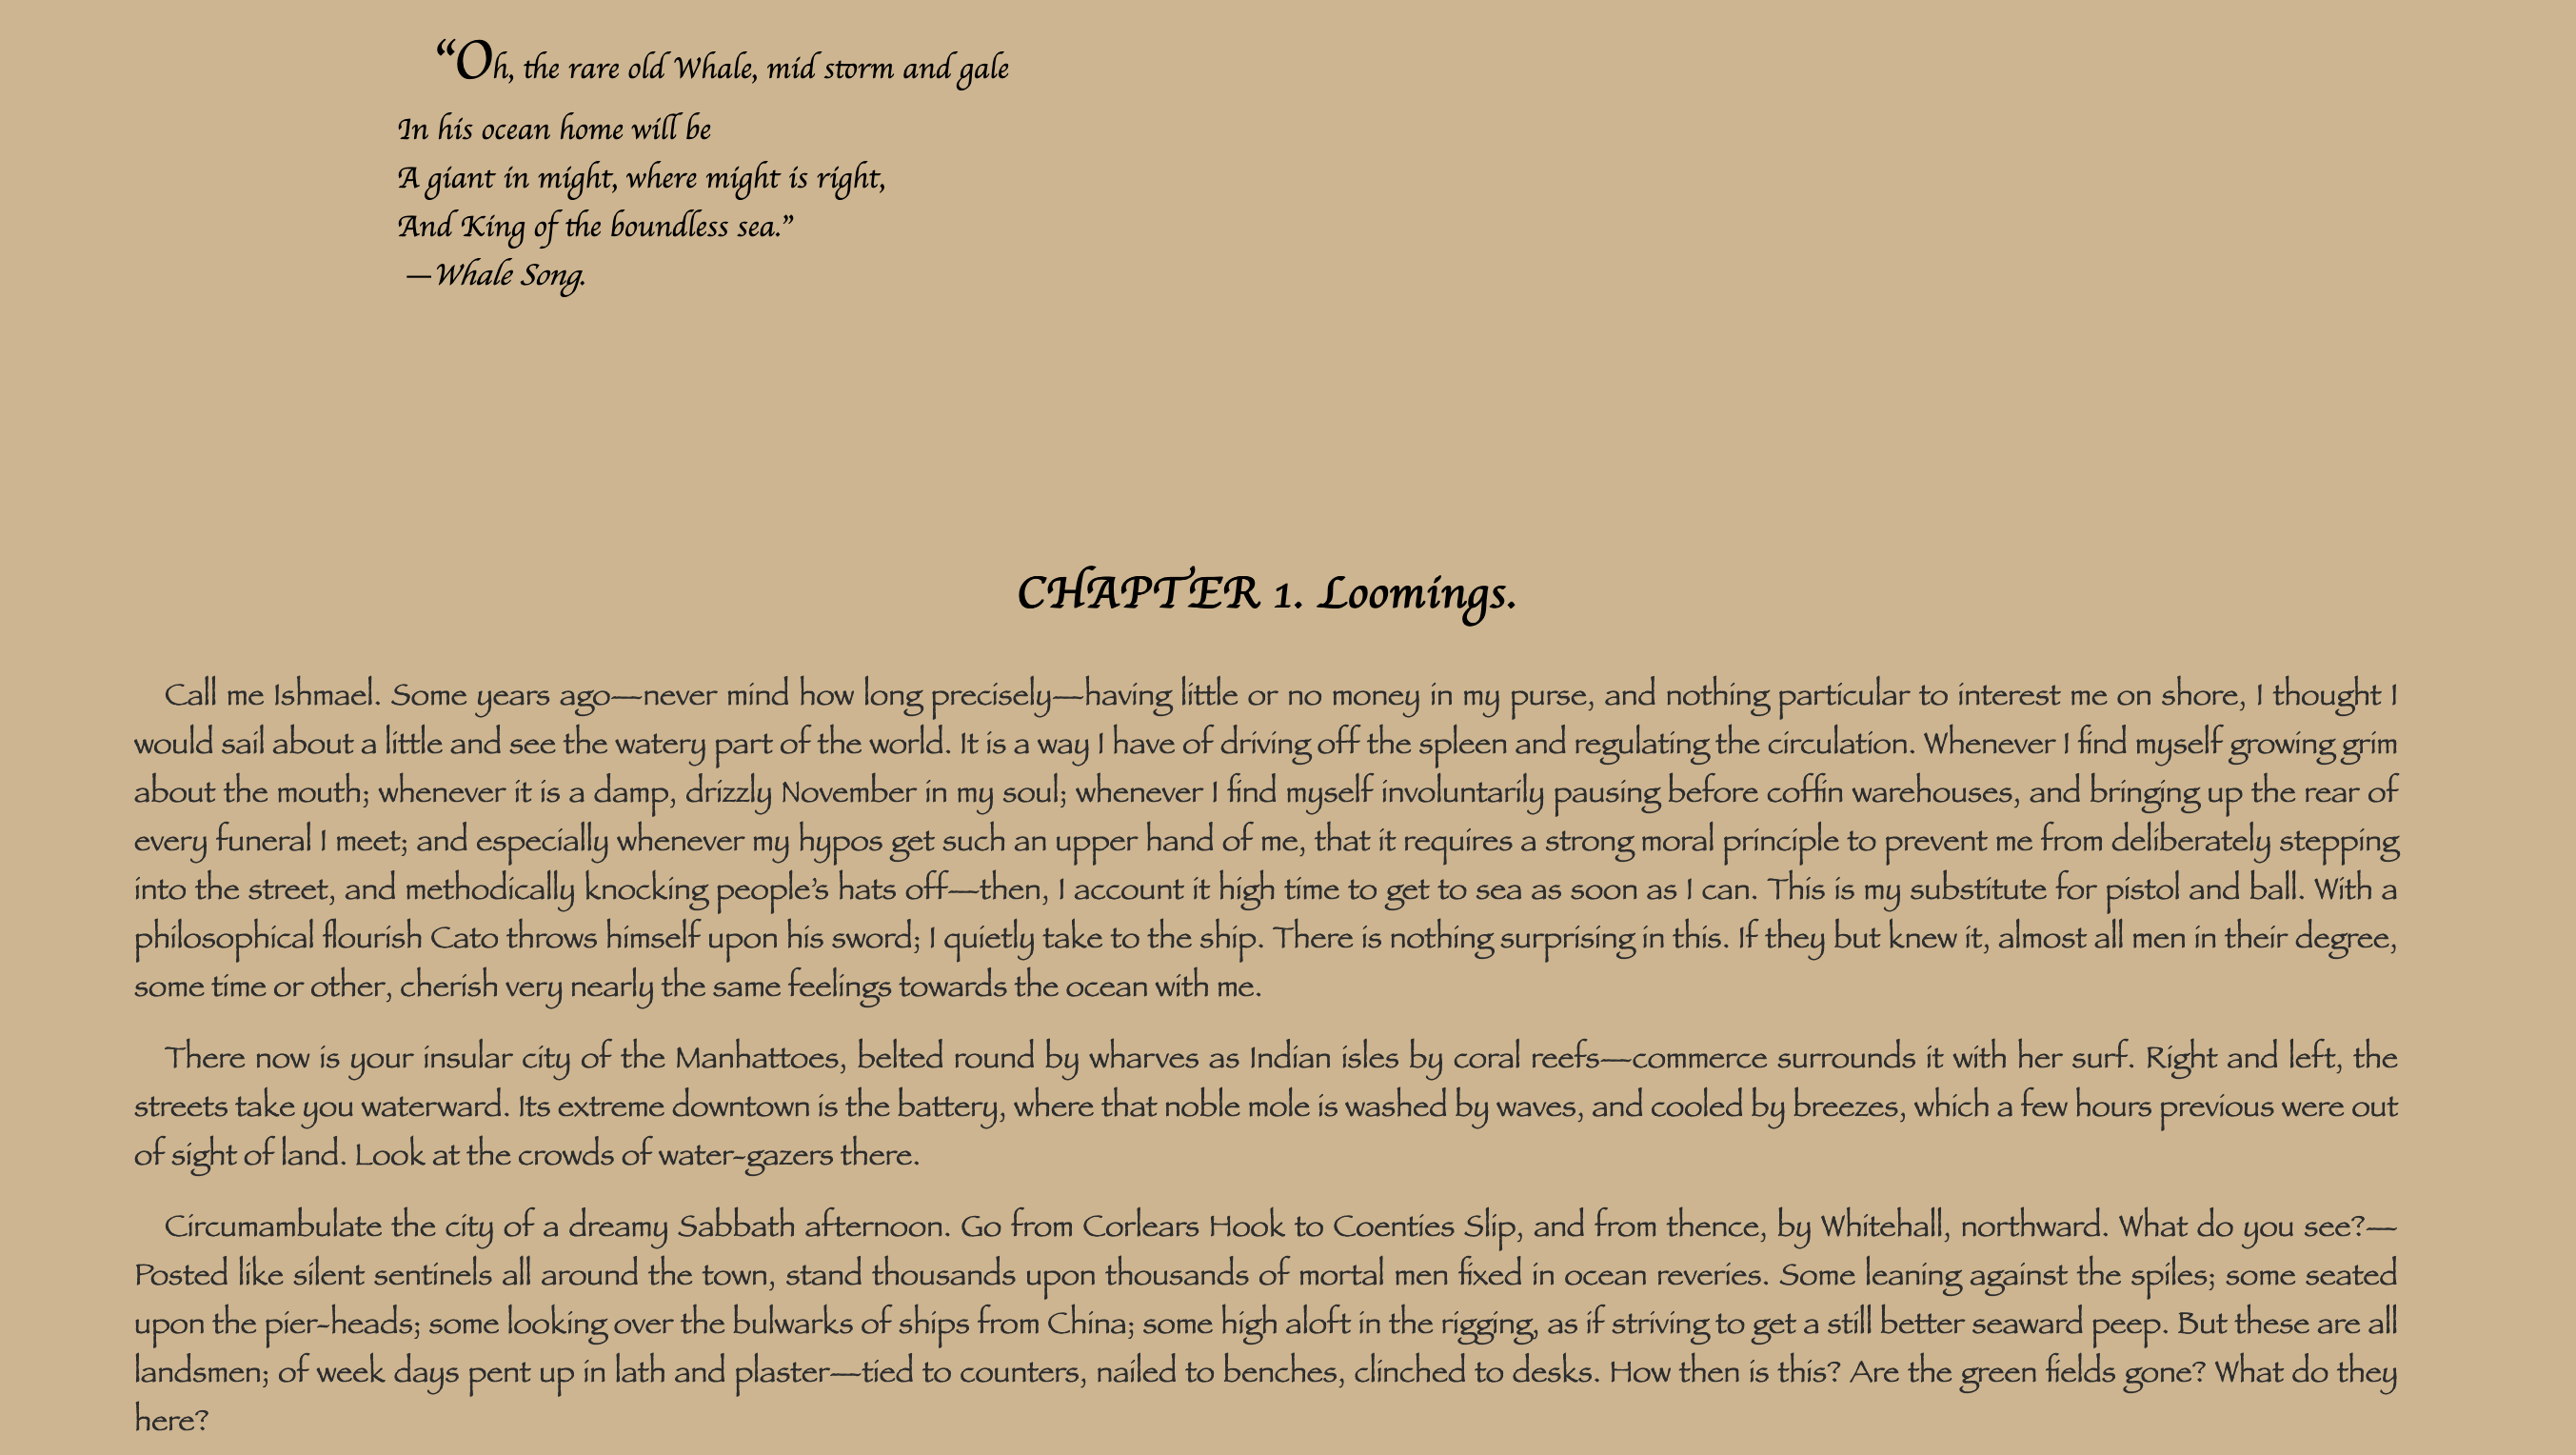 “Oh, the rare old Whale, mid storm and gale
In his ocean home will be
A giant in might, where might is right,
And King of the boundless sea.”
—Whale Song.
CHAPTER 1. Loomings.
Call me Ishmael. Some years ago—never mind how long precisely—having little or no money in my purse, and nothing particular to interest me on shore, I thought I
would sail about a little and see the watery part of the world. It is a way I have of driving off the spleen and regulating the circulation. Whenever I find myself growing grim
about the mouth; whenever it is a damp, drizzly November in my soul; whenever I find myself involuntarily pausing before coffin warehouses, and bringing up the rear of
every funeral I meet; and especially whenever my hypos get such an upper hand of me, that it requires a strong moral principle to prevent me from deliberately stepping
into the street, and methodically knocking people’s hats off—then, I account it high time to get to sea as soon as I can. This is my substitute for pistol and ball. With a
philosophical flourish Cato throws himself upon his sword; I quietly take to the ship. There is nothing surprising in this. If they but knew it, almost all men in their degree,
some time or other, cherish very nearly the same feelings towards the ocean with me.
There now is your insular city of the Manhattoes, belted round by wharves as Indian isles by coral reefs—commerce surrounds it with her surf. Right and left, the
streets take you waterward. Its extreme downtown is the battery, where that noble mole is washed by waves, and cooled by breezes, which a few hours previous were out
of sight of land. Look at the crowds of water-gazers there.
Circumambulate the city of a dreamy Sabbath afternoon. Go from Corlears Hook to Coenties Slip, and from thence, by Whitehall, northward. What do you see?—
Posted like silent sentinels all around the town, stand thousands upon thousands of mortal men fixed in ocean reveries. Some leaning against the spiles; some seated
upon the pier-heads; some looking over the bulwarks of ships from China; some high aloft in the rigging, as if striving to get a still better seaward peep. But these are all
landsmen; of week days pent up in lath and plaster—tied to counters, nailed to benches, clinched to desks. How then is this? Are the green fields gone? What do they
here?